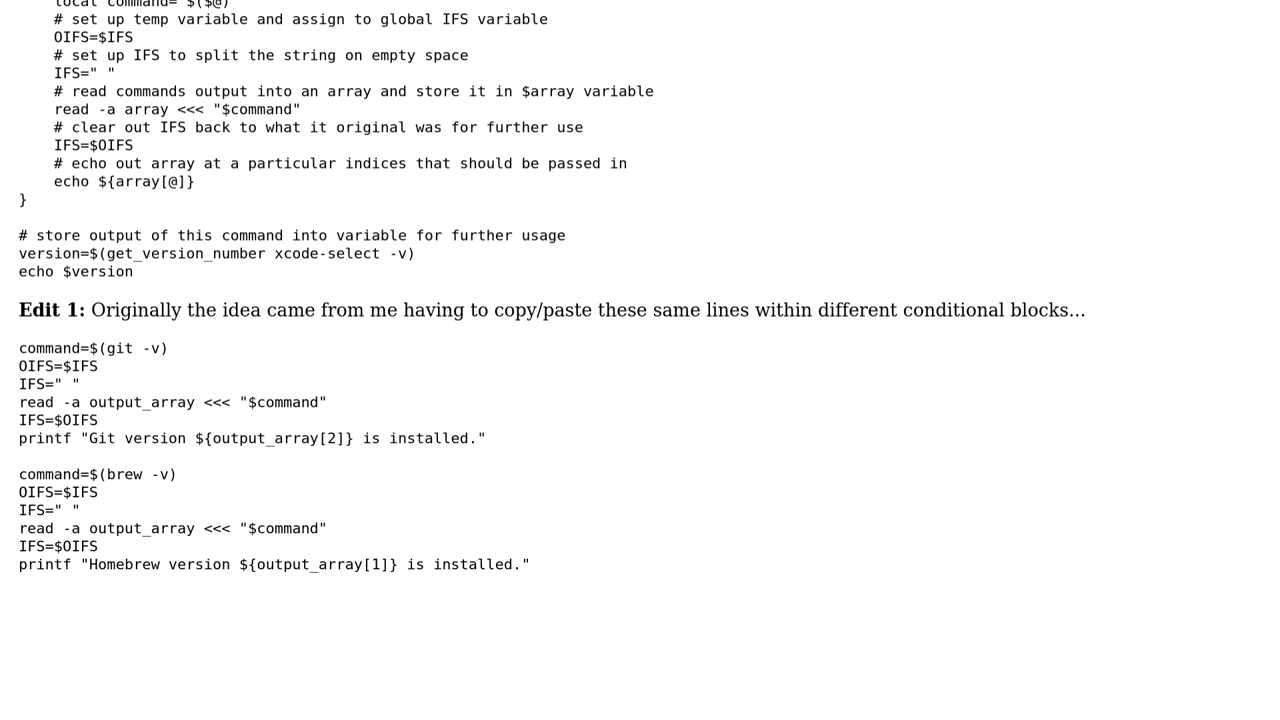 local command="$($@)
# set up temp variable and assign to global IFS variable
OIFS=$IFS
# set up IFS to split the string on empty space
IFS=" "
# read commands output into an array and store it in $array variable
read -a array <<< "$command"
# clear out IFS back to what it original was for further use
IFS=$OIFS
# echo out array at a particular indices that should be passed in
echo ${array[@]}
}
# store output of this command into variable for further usage
version=$(get_version_number xcode-select -v)
echo $version
Edit 1: Originally the idea came from me having to copy/paste these same lines within different conditional blocks...
command=$(git -v)
OIFS=$IFS
IFS=" "
read -a output_array <<< "$command"
IFS=$OIFS
printf "Git version ${output_array[2]} is installed."
command=$(brew -v)
OIFS=$IFS
IFS=" "
read -a output_array <<< "$command"
IFS=$OIFS
printf "Homebrew version ${output_array[1]} is installed."